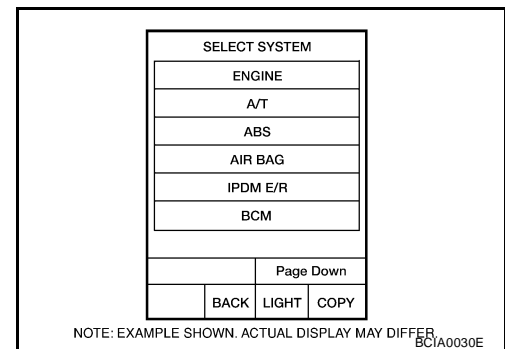 SELECT SYSTEM
ENGINE
A/T
ABS
AIR BAG
IPDM E/R
BCM
Page Down
BACK LIGHT COPY
NOTE: EXAMPLE SHOWN. ACTUAL DISPLAY MAY DIFFER.
BCIA0030E